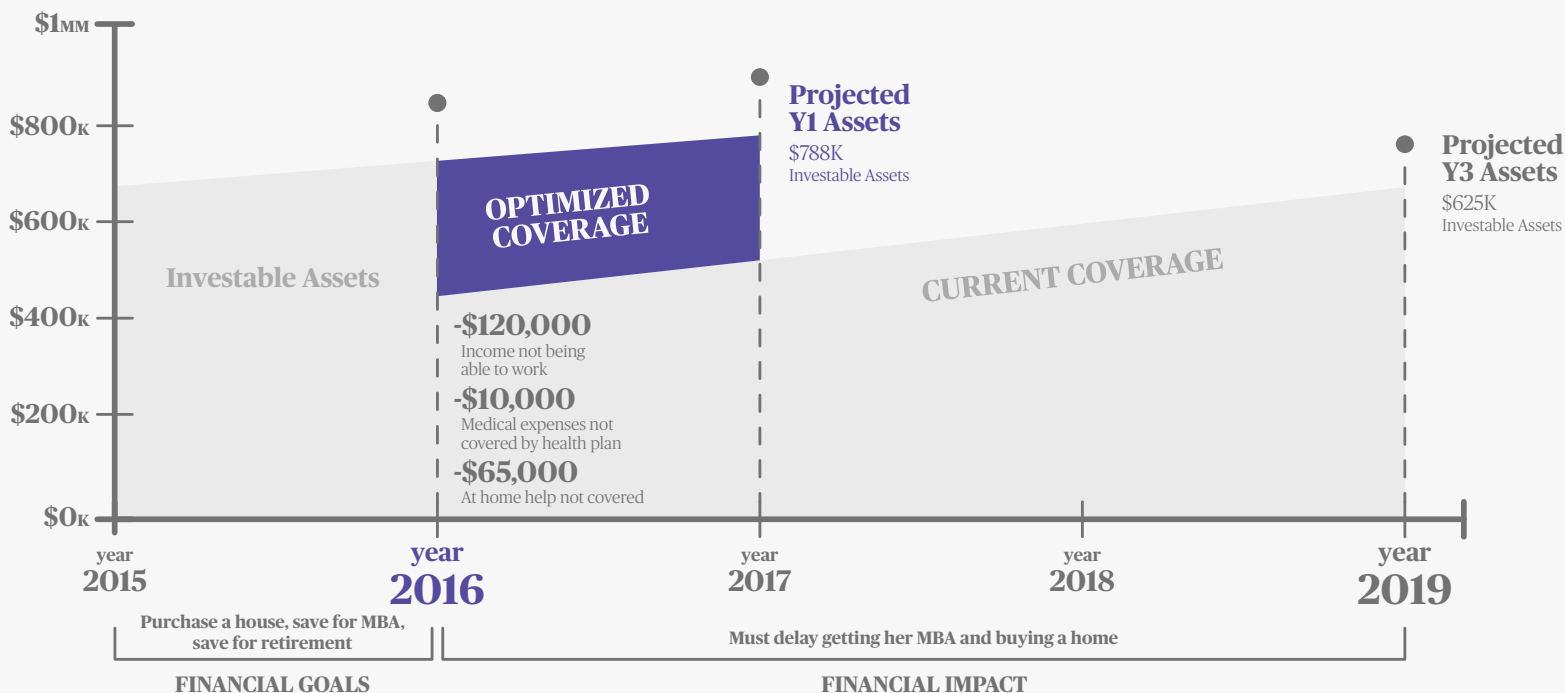 $1MM
$800K
$600K
$400K
$200K
$0K
Investable Assets
OPTIMIZED
COVERAGE
-$120,000
Income not being
able to work
-$10,000
Medical expenses not
covered by health plan
-$65,000
At home help not covered
Projected
Y1 Assets
$788K
Investable Assets
CURRENT COVERAGE
Projected
Y3 Assets
$625K
Investable Assets
year
2015
year
2016
year
2017
year
2018
year
2019
Purchase a house, save for MBA,
save for retirement
FINANCIAL GOALS
Must delay getting her MBA and buying a home
FINANCIAL IMPACT